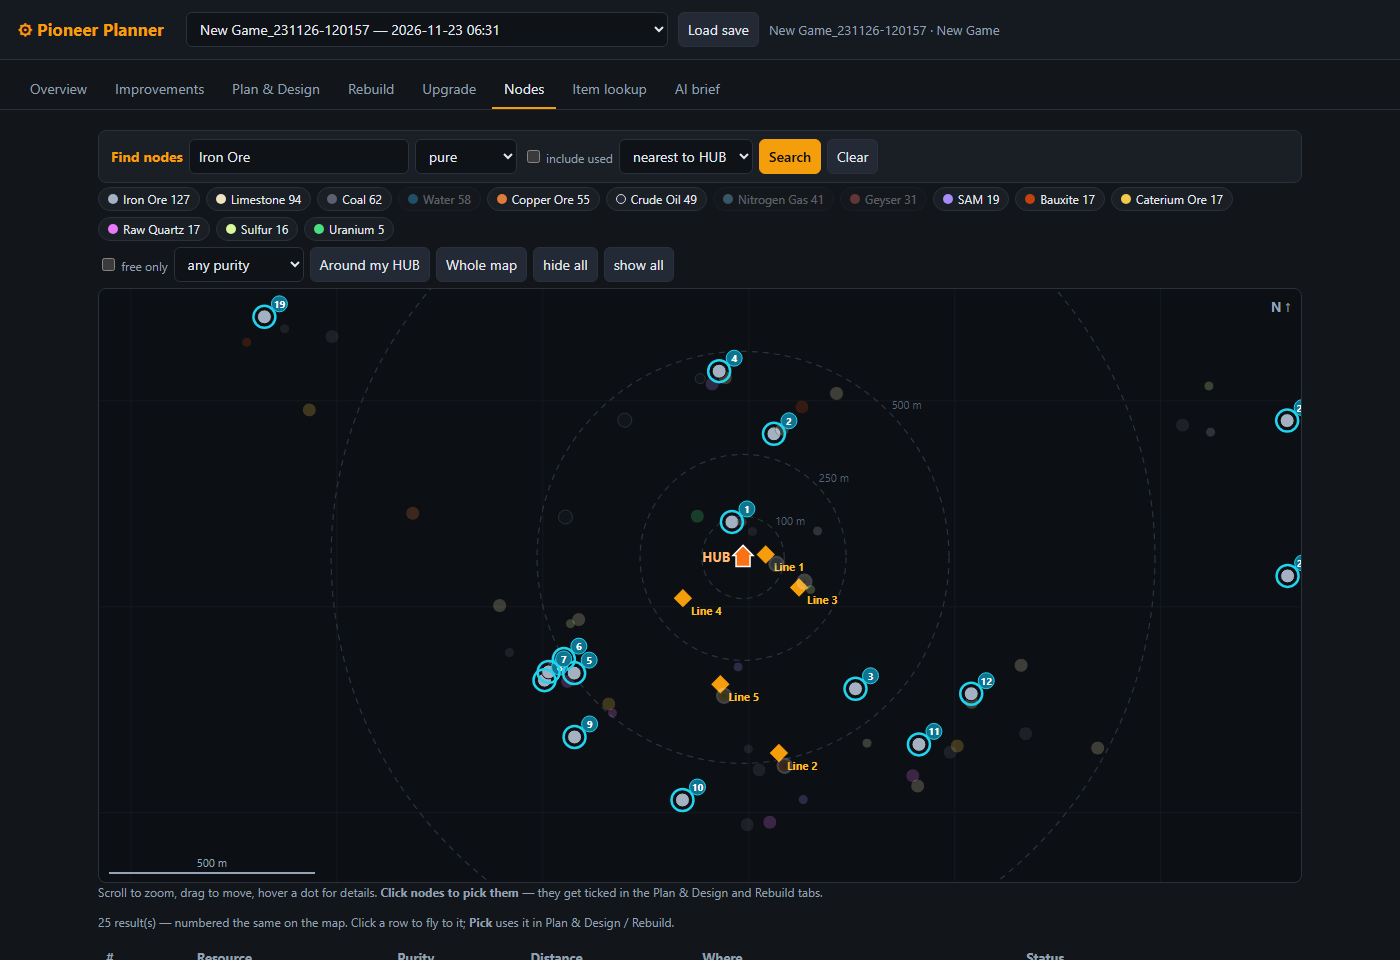 ⚙ Pioneer Planner
New Game_231126-120157 — 2026-11-23 06:31
Load save
New Game_231126-120157 · New Game
Overview
Improvements
Plan & Design
Rebuild
Upgrade
Nodes
Item lookup
AI brief
Find nodes
Iron Ore
pure
include used
nearest to HUB
Search
Clear
Iron Ore 127
Limestone 94
Coal 62
Water 58
Copper Ore 55
Crude Oil 49
Nitrogen Gas 41
Geyser 31
SAM 19
Bauxite 17
Caterium Ore 17
Raw Quartz 17
Sulfur 16
Uranium 5
free only
any purity
Around my HUB
Whole map
hide all
show all
19
N ↑
4
500 m
2
250 m
1
100 m
HUB
Line 1
Line 3
Line 4
6
7
5
3
12
Line 5
9
11
Line 2
10
500 m
Scroll to zoom, drag to move, hover a dot for details. Click nodes to pick them — they get ticked in the Plan & Design and Rebuild tabs.
25 result(s) — numbered the same on the map. Click a row to fly to it; Pick uses it in Plan & Design / Rebuild.
# Resource Purity Distance Where Status